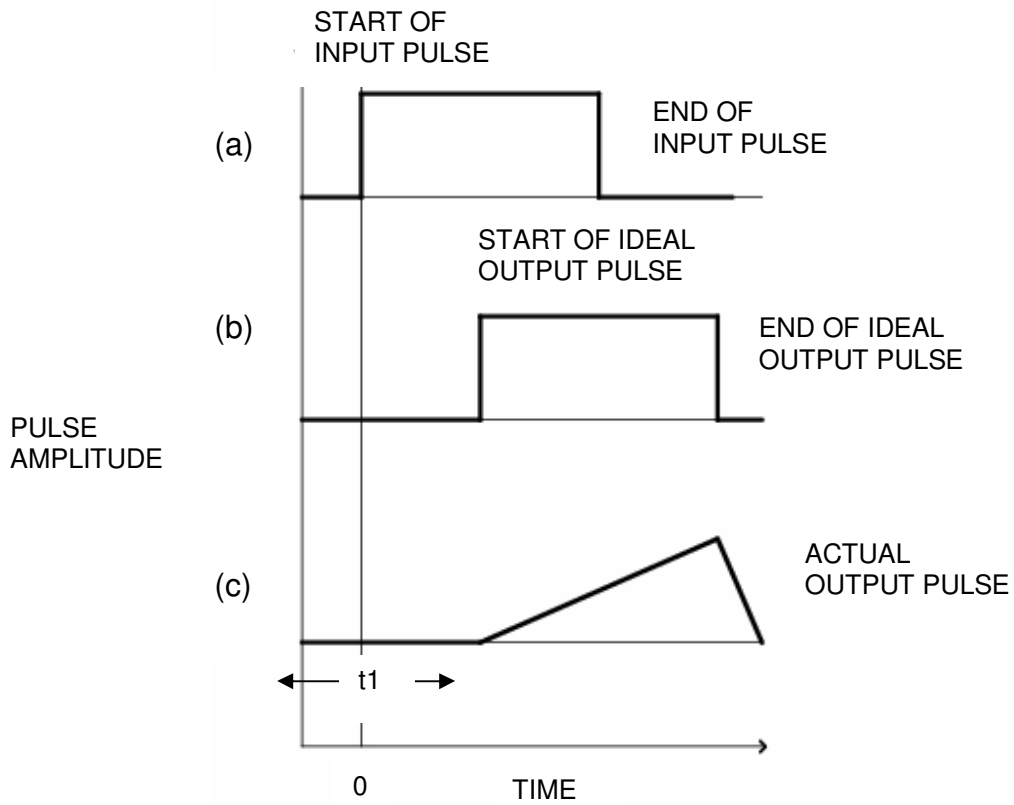 START OF
INPUT PULSE
(a)
END OF
INPUT PULSE
START OF IDEAL
OUTPUT PULSE
(b)
END OF IDEAL
OUTPUT PULSE
PULSE
AMPLITUDE
(c)
ACTUAL
OUTPUT PULSE
t1
0
TIME